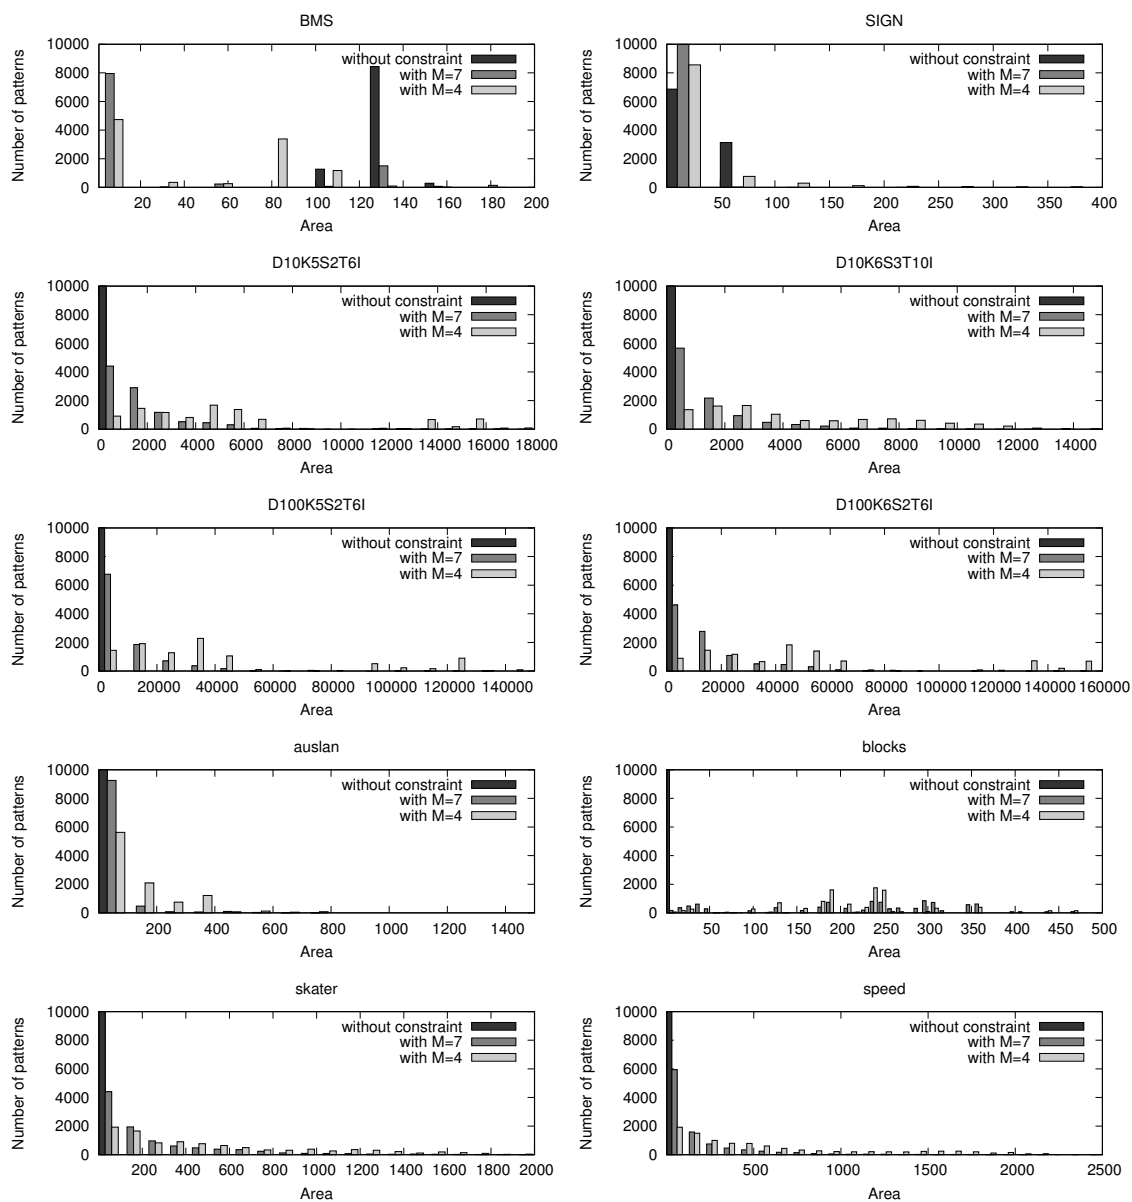 BMS
Number of patterns
10000
8000
6000
4000
2000
0
without constraint
with M=7
with M=4
20 40 60 80 100 120 140 160 180 200
Area
SIGN
Number of patterns
10000
8000
6000
4000
2000
0
without constraint
with M=7
with M=4
50 100 150 200 250 300 350 400
Area
D10K5S2T6I
Number of patterns
10000
8000
6000
4000
2000
0
without constraint
with M=7
with M=4
0 2000 4000 6000 8000 10000 12000 14000 16000 18000
Area
D10K6S3T10I
Number of patterns
10000
8000
6000
4000
2000
0
without constraint
with M=7
with M=4
0 2000 4000 6000 8000 10000 12000 14000
Area
D100K5S2T6I
Number of patterns
10000
8000
6000
4000
2000
0
without constraint
with M=7
with M=4
0 20000 40000 60000 80000 100000 120000 140000
Area
D100K6S2T6I
Number of patterns
10000
8000
6000
4000
2000
0
without constraint
with M=7
with M=4
0 20000 40000 60000 80000 100000 120000 140000 160000
Area
auslan
Number of patterns
10000
8000
6000
4000
2000
0
without constraint
with M=7
with M=4
200 400 600 800 1000 1200 1400
Area
blocks
Number of patterns
10000
8000
6000
4000
2000
0
without constraint
with M=7
with M=4
50 100 150 200 250 300 350 400 450 500
Area
skater
Number of patterns
10000
8000
6000
4000
2000
0
without constraint
with M=7
with M=4
200 400 600 800 1000 1200 1400 1600 1800 2000
Area
speed
Number of patterns
10000
8000
6000
4000
2000
0
without constraint
with M=7
with M=4
500 1000 1500 2000 2500
Area